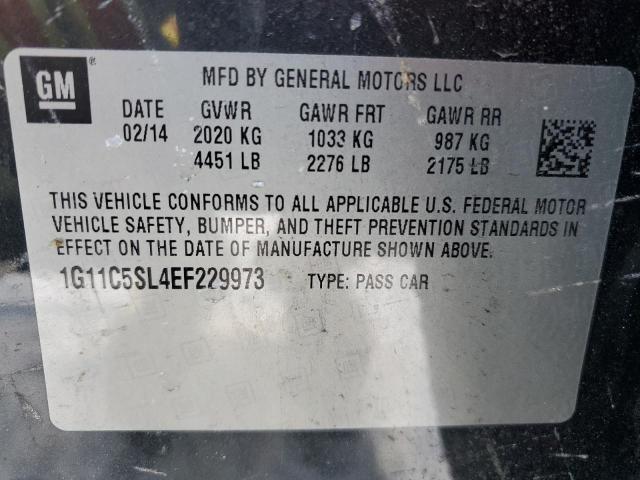 GM ® MFD BY GENERAL MOTORS LLC
DATE GVWR GAWR FRT GAWR RR
02/14 2020 KG 1033 KG 987 KG
4451 LB 2276 LB 2175 LB
THIS VEHICLE CONFORMS TO ALL APPLICABLE U.S. FEDERAL MOTOR
VEHICLE SAFETY, BUMPER, AND THEFT PREVENTION STANDARDS IN
EFFECT ON THE DATE OF MANUFACTURE SHOWN ABOVE.
1G11C5SL4EF229973 TYPE: PASS CAR